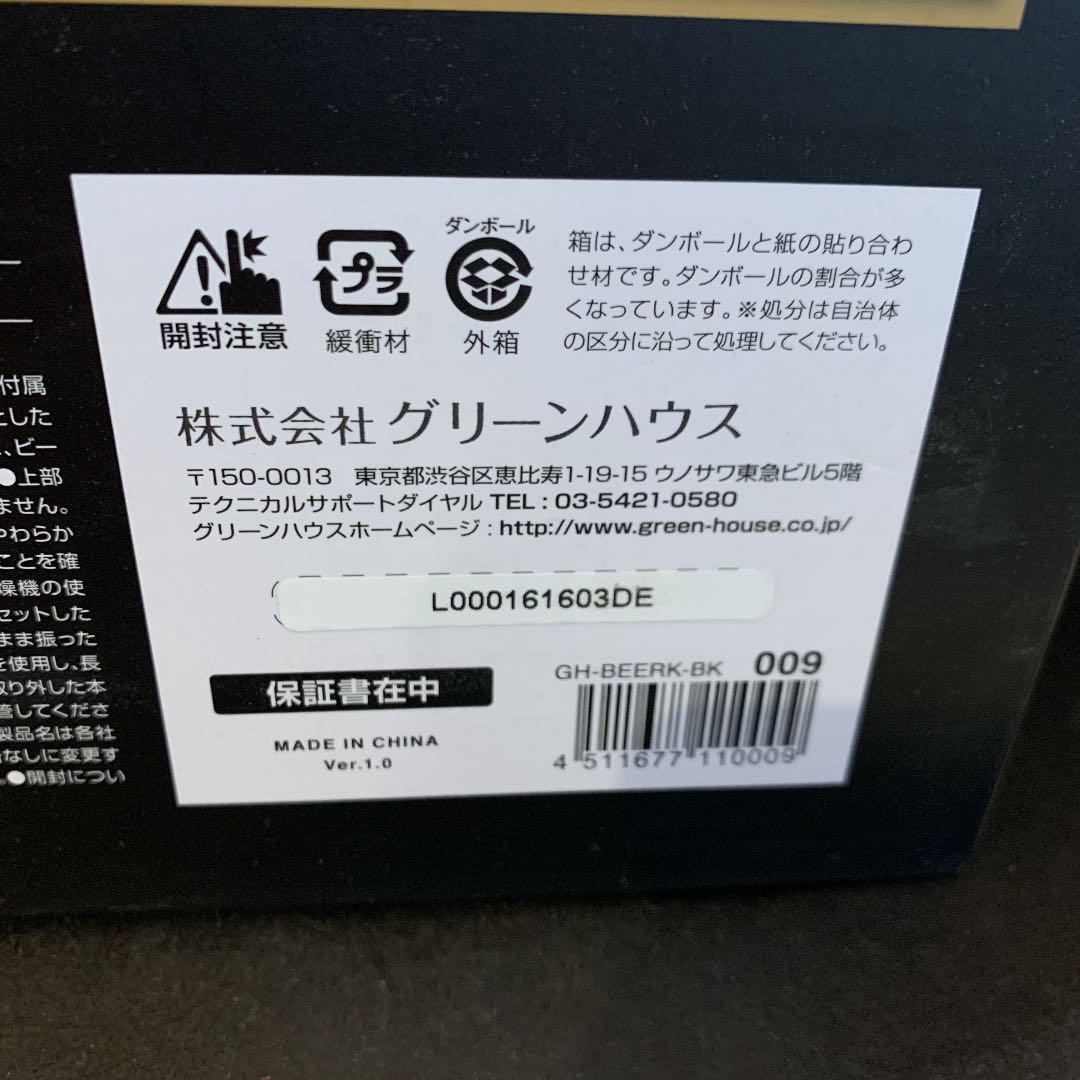 ダンボール
開封注意
プラ
緩衝材
外箱
箱は、ダンボールと紙の貼り合わ
せ材です。ダンボールの割合が多
くなっています。※処分は自治体
の区分に沿って処理してください。
株式会社 グリーンハウス
〒150-0013 東京都渋谷区恵比寿1-19-15 ウノサワ東急ビル5階
テクニカルサポートダイヤル TEL : 03-5421-0580
グリーンハウスホームページ : http://www.green-house.co.jp/
L000161603DE
保証書在中
MADE IN CHINA
Ver.1.0
GH-BEERK-BK 009
4 511677 110009
付属
とした
、ビー
●上部
ません。
やわらか
ことを確
燥機の使
セットした
まま振った
を使用し、長
取り外した本
管してくださ
製品名は各社
なしに変更す
。●開封につい